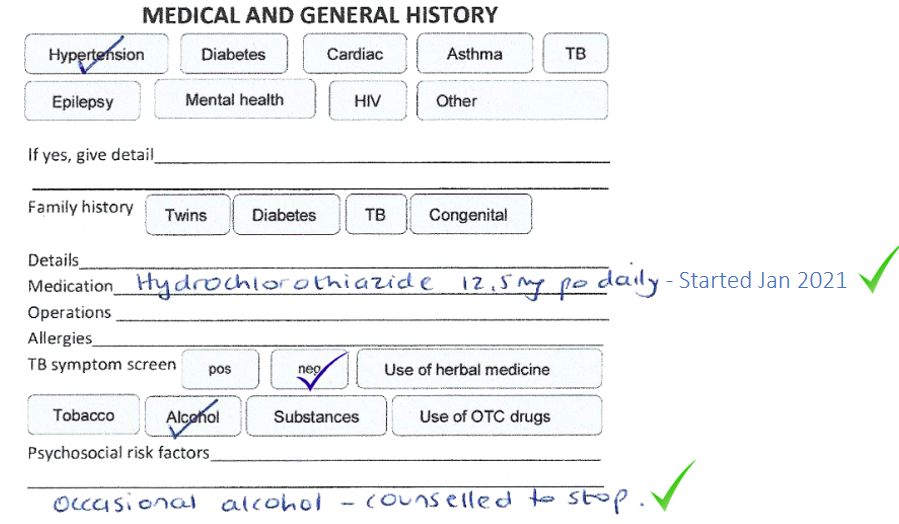 MEDICAL AND GENERAL HISTORY
Hypertension Diabetes Cardiac Asthma TB
Epilepsy Mental health HIV Other
If yes, give detail
Family history Twins Diabetes TB Congenital
Details
Medication Hydrochlorothiazide 12,5mg po daily - Started Jan 2021
Operations
Allergies
TB symptom screen pos neg Use of herbal medicine
Tobacco Alcohol Substances Use of OTC drugs
Psychosocial risk factors
Occasional alcohol – counselled to stop.